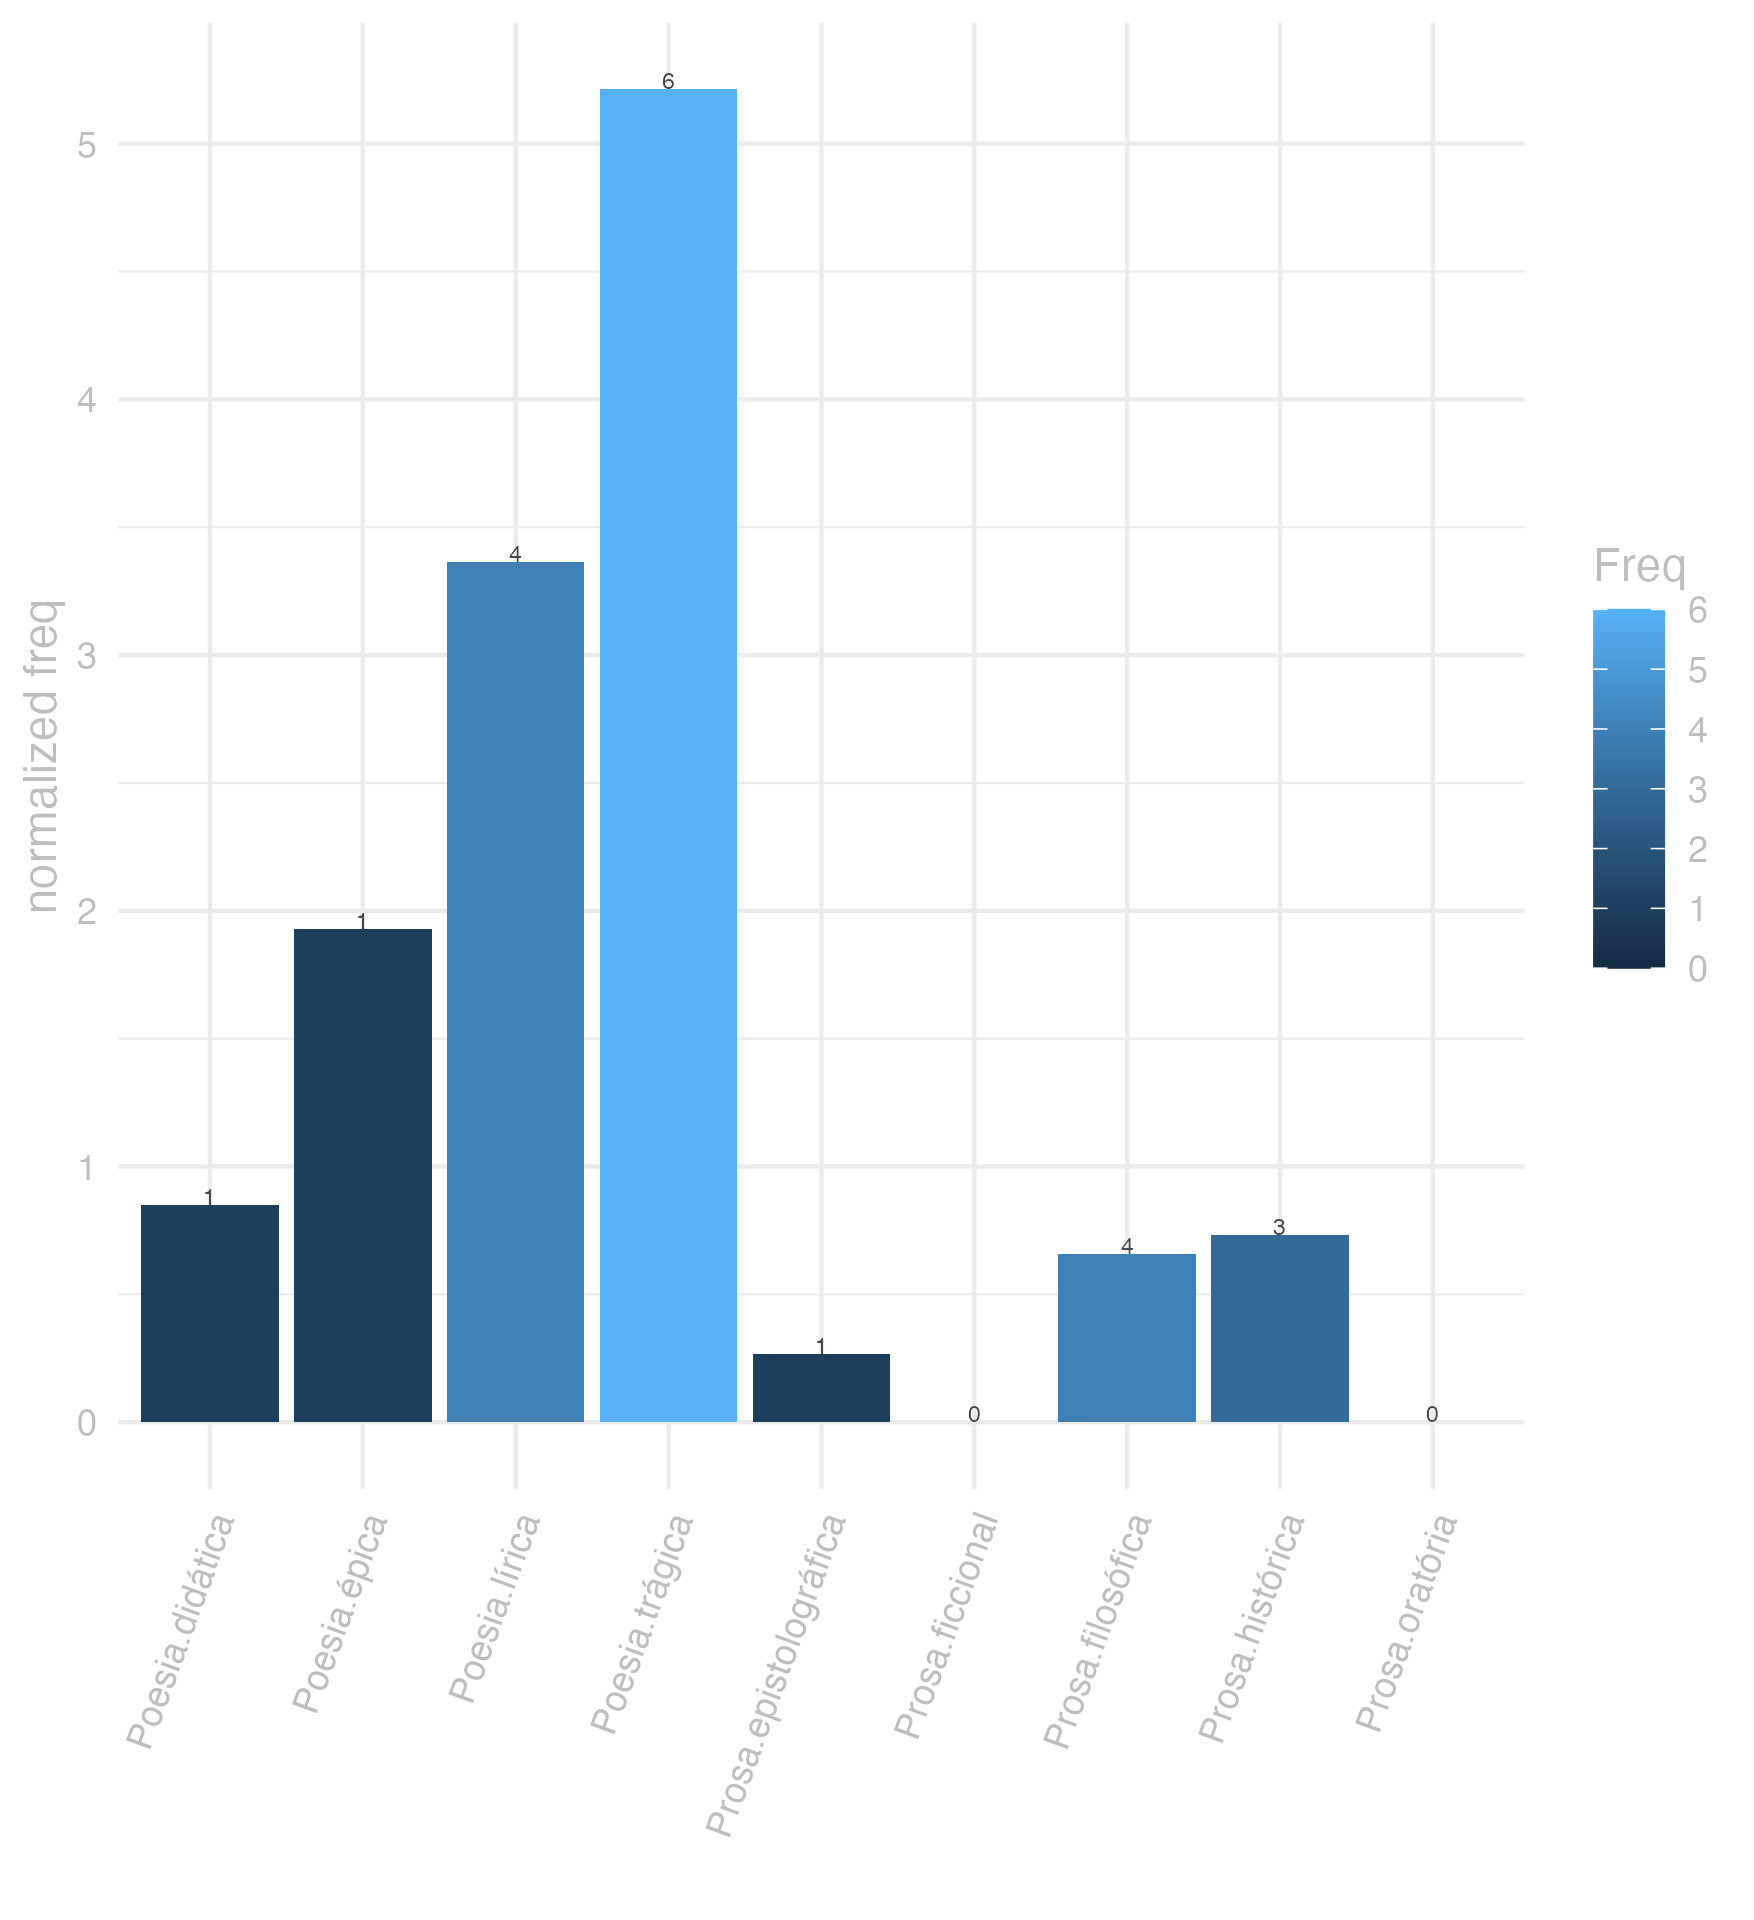 normalized freq
5
4
3
2
1
0
1
1
4
6
1
0
4
3
0
Poesia.didática
Poesia.épica
Poesia.lírica
Poesia.trágica
Prosa.epistolográfica
Prosa.ficcional
Prosa.filosófica
Prosa.histórica
Prosa.oratória
Freq
6
5
4
3
2
1
0